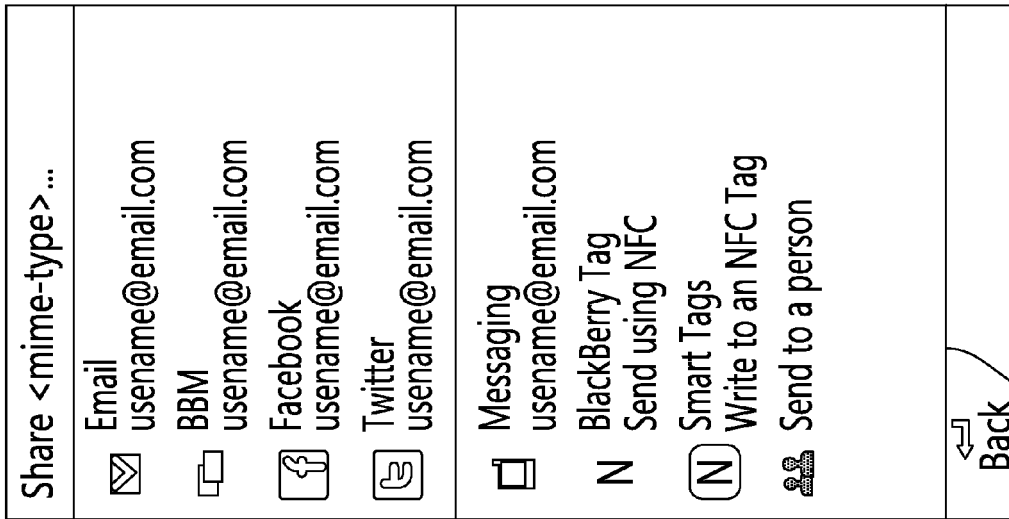 Share <mime-type>...
Email
usename@email.com
BBM
usename@email.com
Facebook
usename@email.com
Twitter
usename@email.com
Messaging
usename@email.com
N
BlackBerry Tag
Send using NFC
N
Smart Tags
Write to an NFC Tag
Send to a person
Back